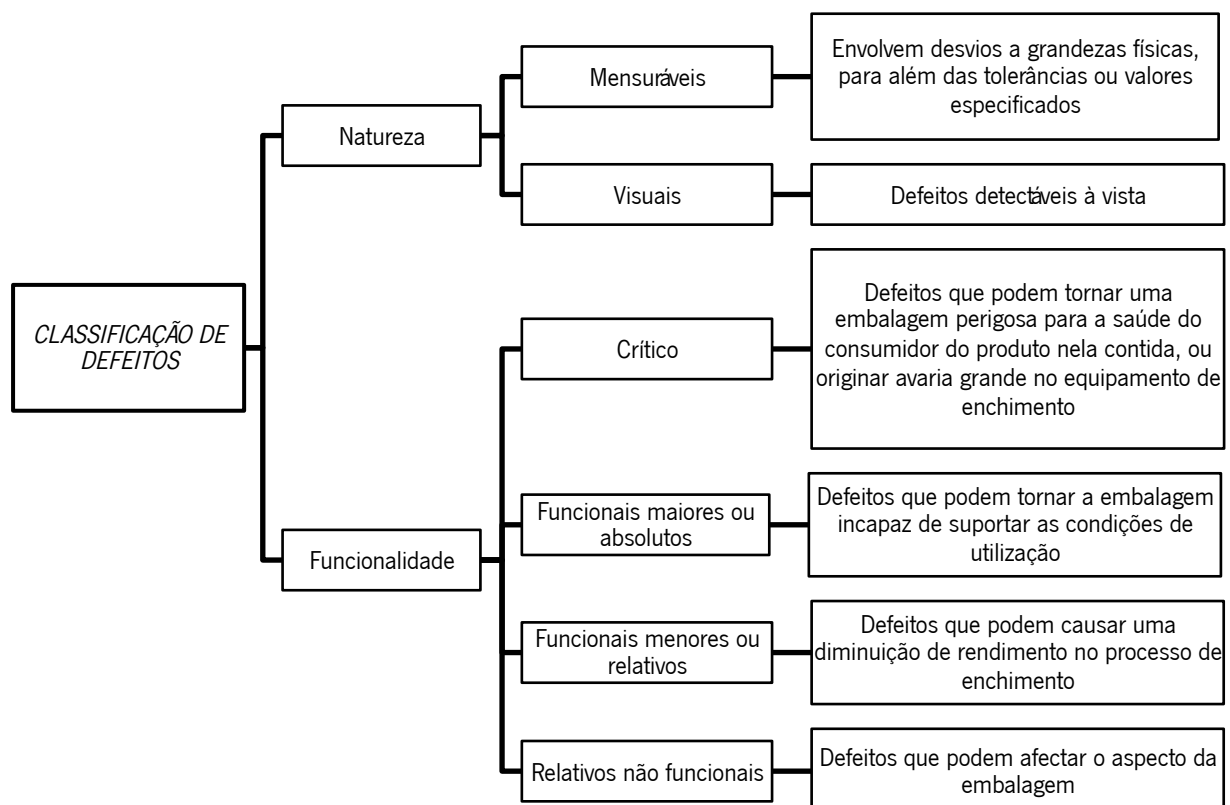 CLASSIFICAÇÃO DE
DEFEITOS
Natureza
Mensuráveis
Envolvem desvios a grandezas físicas,
para além das tolerâncias ou valores
especificados
Visuais
Defeitos detectáveis à vista
Funcionalidade
Crítico
Defeitos que podem tornar uma
embalagem perigosa para a saúde do
consumidor do produto nela contida, ou
originar avaria grande no equipamento de
enchimento
Funcionais maiores ou
absolutos
Defeitos que podem tornar a embalagem
incapaz de suportar as condições de
utilização
Funcionais menores ou
relativos
Defeitos que podem causar uma
diminuição de rendimento no processo de
enchimento
Relativos não funcionais
Defeitos que podem afectar o aspecto da
embalagem